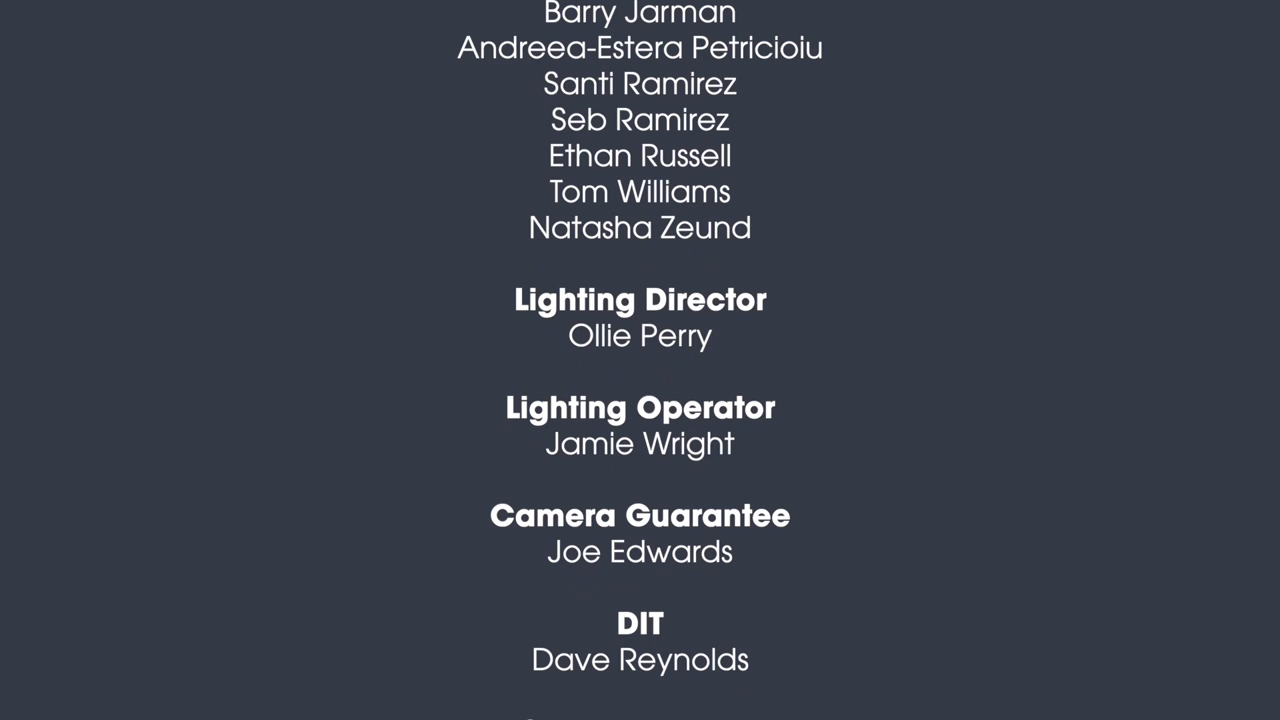 Barry Jarman
Andreea-Estera Petricioiu
Santi Ramirez
Seb Ramirez
Ethan Russell
Tom Williams
Natasha Zeund
Lighting Director
Ollie Perry
Lighting Operator
Jamie Wright
Camera Guarantee
Joe Edwards
DIT
Dave Reynolds